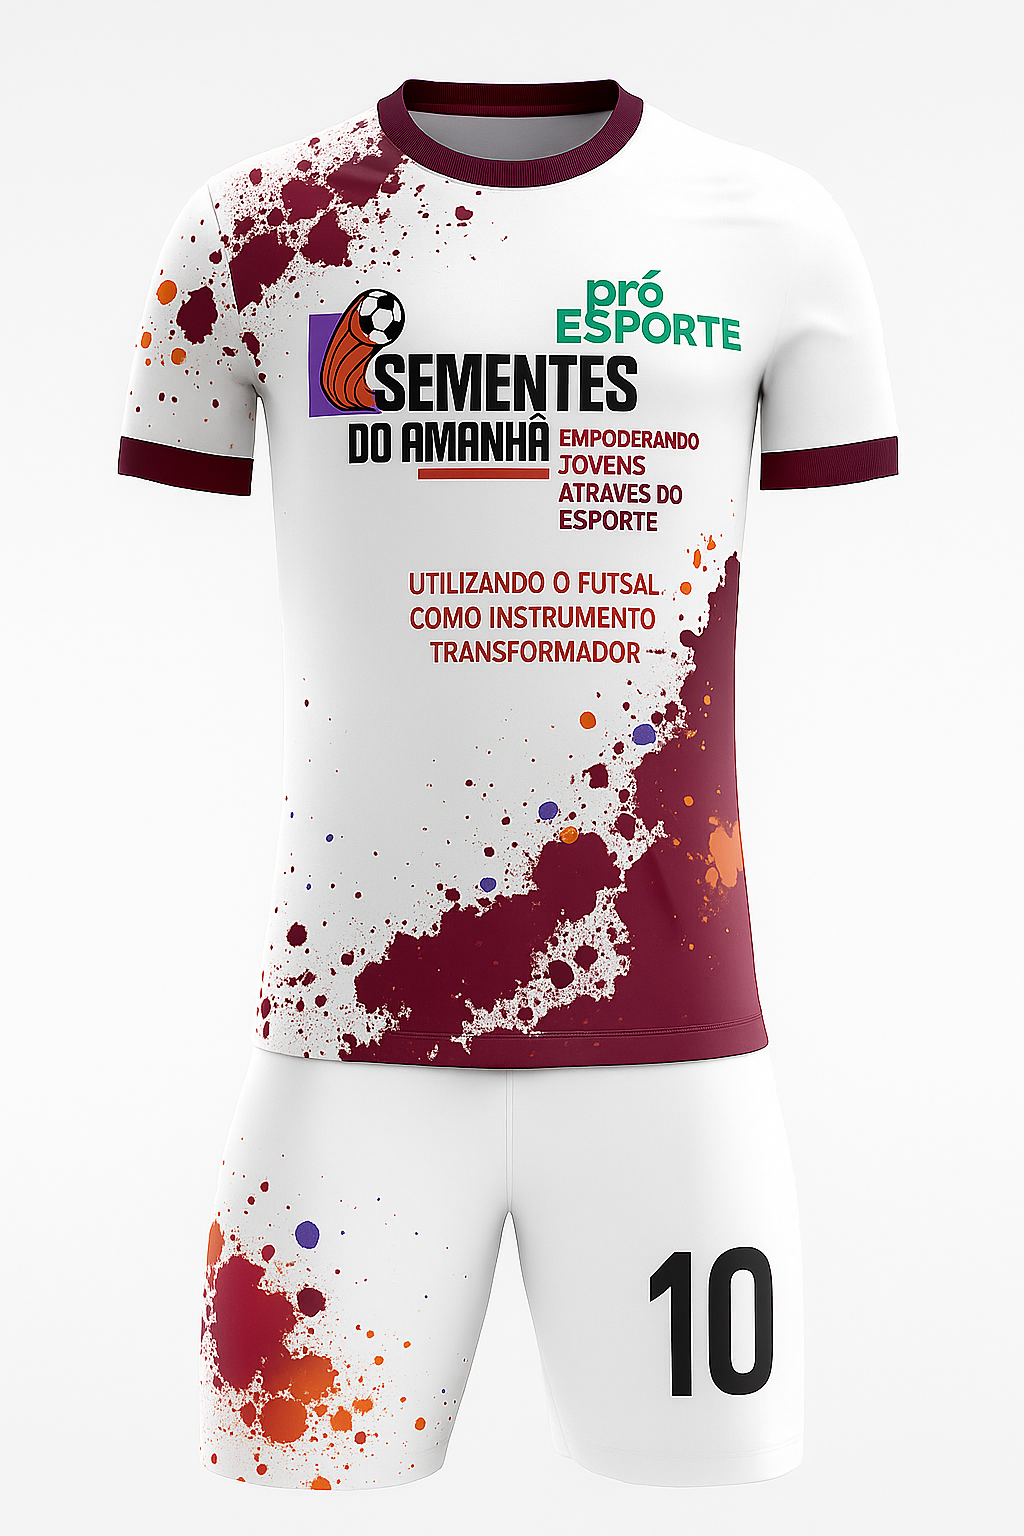 pró
ESPORTE
SEMENTES
DO AMANHÂ
EMPODERANDO
JOVENS
ATRAVES DO
ESPORTE
UTILIZANDO O FUTSAL
COMO INSTRUMENTO
TRANSFORMADOR
10